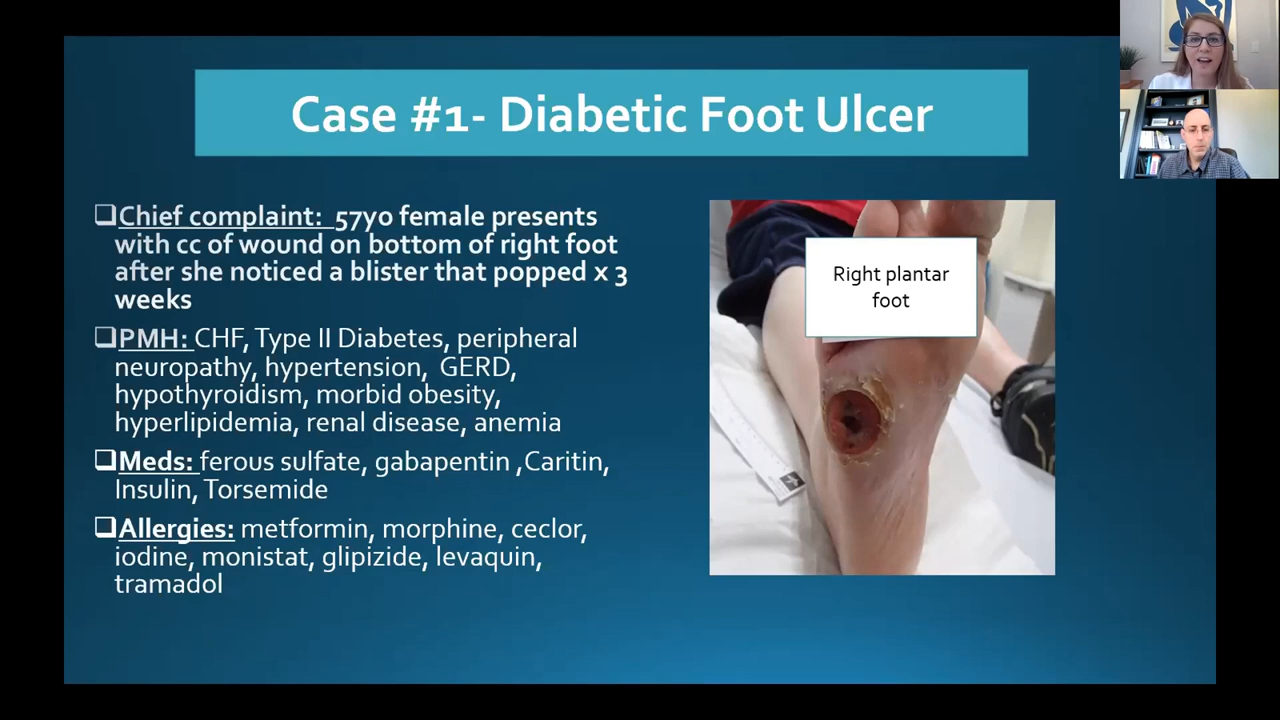 Case #1- Diabetic Foot Ulcer
Chief complaint: 57yo female presents
with cc of wound on bottom of right foot
after she noticed a blister that popped x 3
weeks
PMH: CHF, Type II Diabetes, peripheral
neuropathy, hypertension, GERD,
hypothyroidism, morbid obesity,
hyperlipidemia, renal disease, anemia
Meds: ferous sulfate, gabapentin ,Caritin,
Insulin, Torsemide
Allergies: metformin, morphine, ceclor,
iodine, monistat, glipizide, levaquin,
tramadol
Right plantar
foot